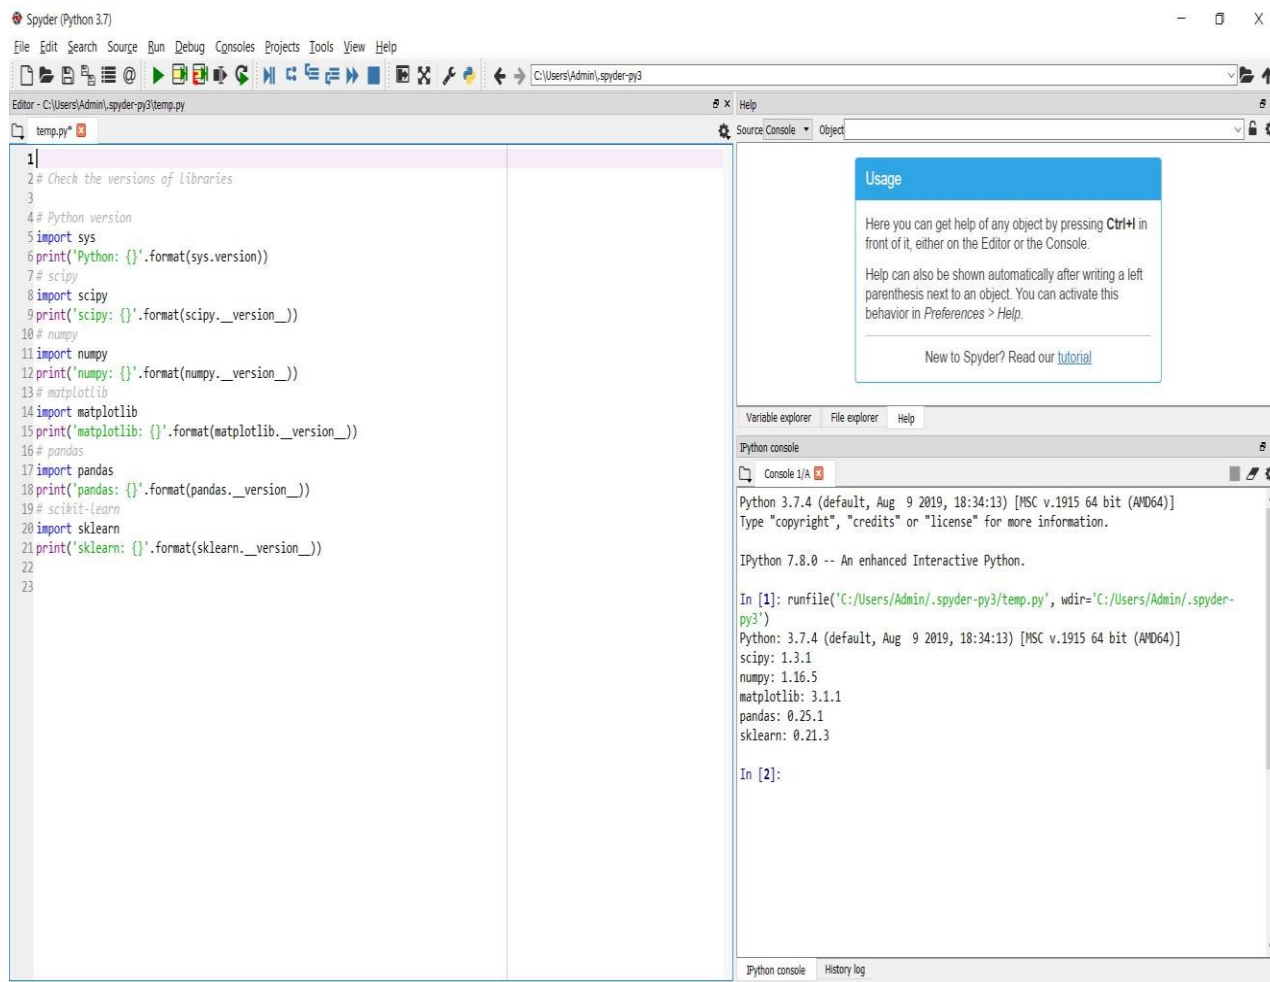 Spyder (Python 3.7)
File Edit Search Source Run Debug Consoles Projects Tools View Help
C:\Users\Admin\.spyder-py3
Editor - C:\Users\Admin\.spyder-py3\temp.py
temp.py*
1
2 # Check the versions of libraries
3
4 # Python version
5 import sys
6 print('Python: {}'.format(sys.version))
7 # scipy
8 import scipy
9 print('scipy: {}'.format(scipy.__version__))
10 # numpy
11 import numpy
12 print('numpy: {}'.format(numpy.__version__))
13 # matplotlib
14 import matplotlib
15 print('matplotlib: {}'.format(matplotlib.__version__))
16 # pandas
17 import pandas
18 print('pandas: {}'.format(pandas.__version__))
19 # scikit-learn
20 import sklearn
21 print('sklearn: {}'.format(sklearn.__version__))
22
23
Help
Source Console Object
Usage
Here you can get help of any object by pressing Ctrl+I in
front of it, either on the Editor or the Console.
Help can also be shown automatically after writing a left
parenthesis next to an object. You can activate this
behavior in Preferences > Help.
New to Spyder? Read our tutorial
Variable explorer File explorer Help
IPython console
Console 1/A
Python 3.7.4 (default, Aug  9 2019, 18:34:13) [MSC v.1915 64 bit (AMD64)]
Type "copyright", "credits" or "license" for more information.
IPython 7.8.0 -- An enhanced Interactive Python.
In [1]: runfile('C:/Users/Admin/.spyder-py3/temp.py', wdir='C:/Users/Admin/.spyder-
py3')
Python: 3.7.4 (default, Aug  9 2019, 18:34:13) [MSC v.1915 64 bit (AMD64)]
scipy: 1.3.1
numpy: 1.16.5
matplotlib: 3.1.1
pandas: 0.25.1
sklearn: 0.21.3
In [2]:
IPython console History log